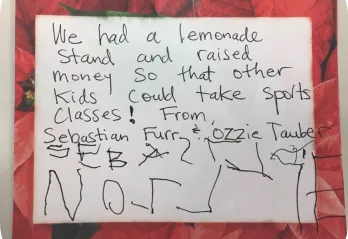 We had a lemonade
Stand and raised
money so that other
Kids could take sports
Classes! From,
Sebastian Furr & Ozzie Tauber
SEBA